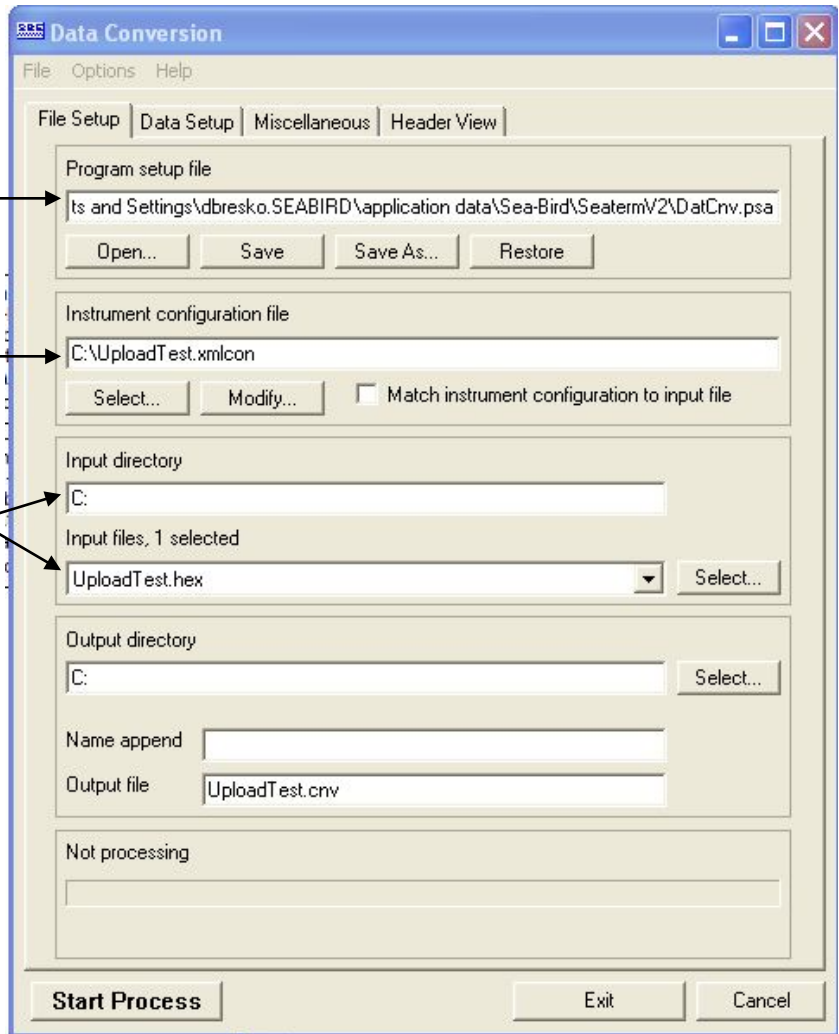 SBE Data Conversion
File Options Help
File Setup Data Setup Miscellaneous Header View
Program setup file
ts and Settings\dbresko.SEABIRD\application data\Sea-Bird\SeatermV2\DatCnv.psa
Open... Save Save As... Restore
Instrument configuration file
C:\UploadTest.xmlcon
Select... Modify... Match instrument configuration to input file
Input directory
C:
Input files, 1 selected
UploadTest.hex Select...
Output directory
C: Select...
Name append
Output file UploadTest.cnv
Not processing
Start Process Exit Cancel